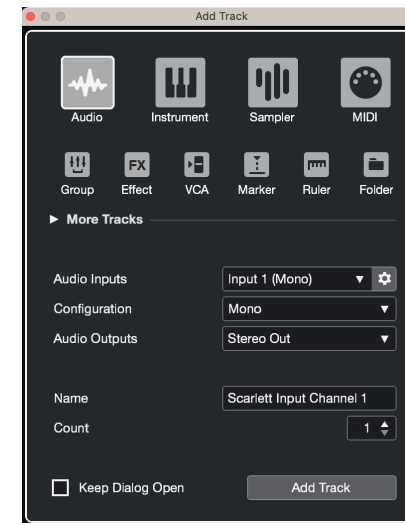 Add Track
Audio Instrument Sampler MIDI
FX
Group Effect VCA Marker Ruler Folder
More Tracks
Audio Inputs Input 1 (Mono)
Configuration Mono
Audio Outputs Stereo Out
Name Scarlett Input Channel 1
Count 1
Keep Dialog Open Add Track